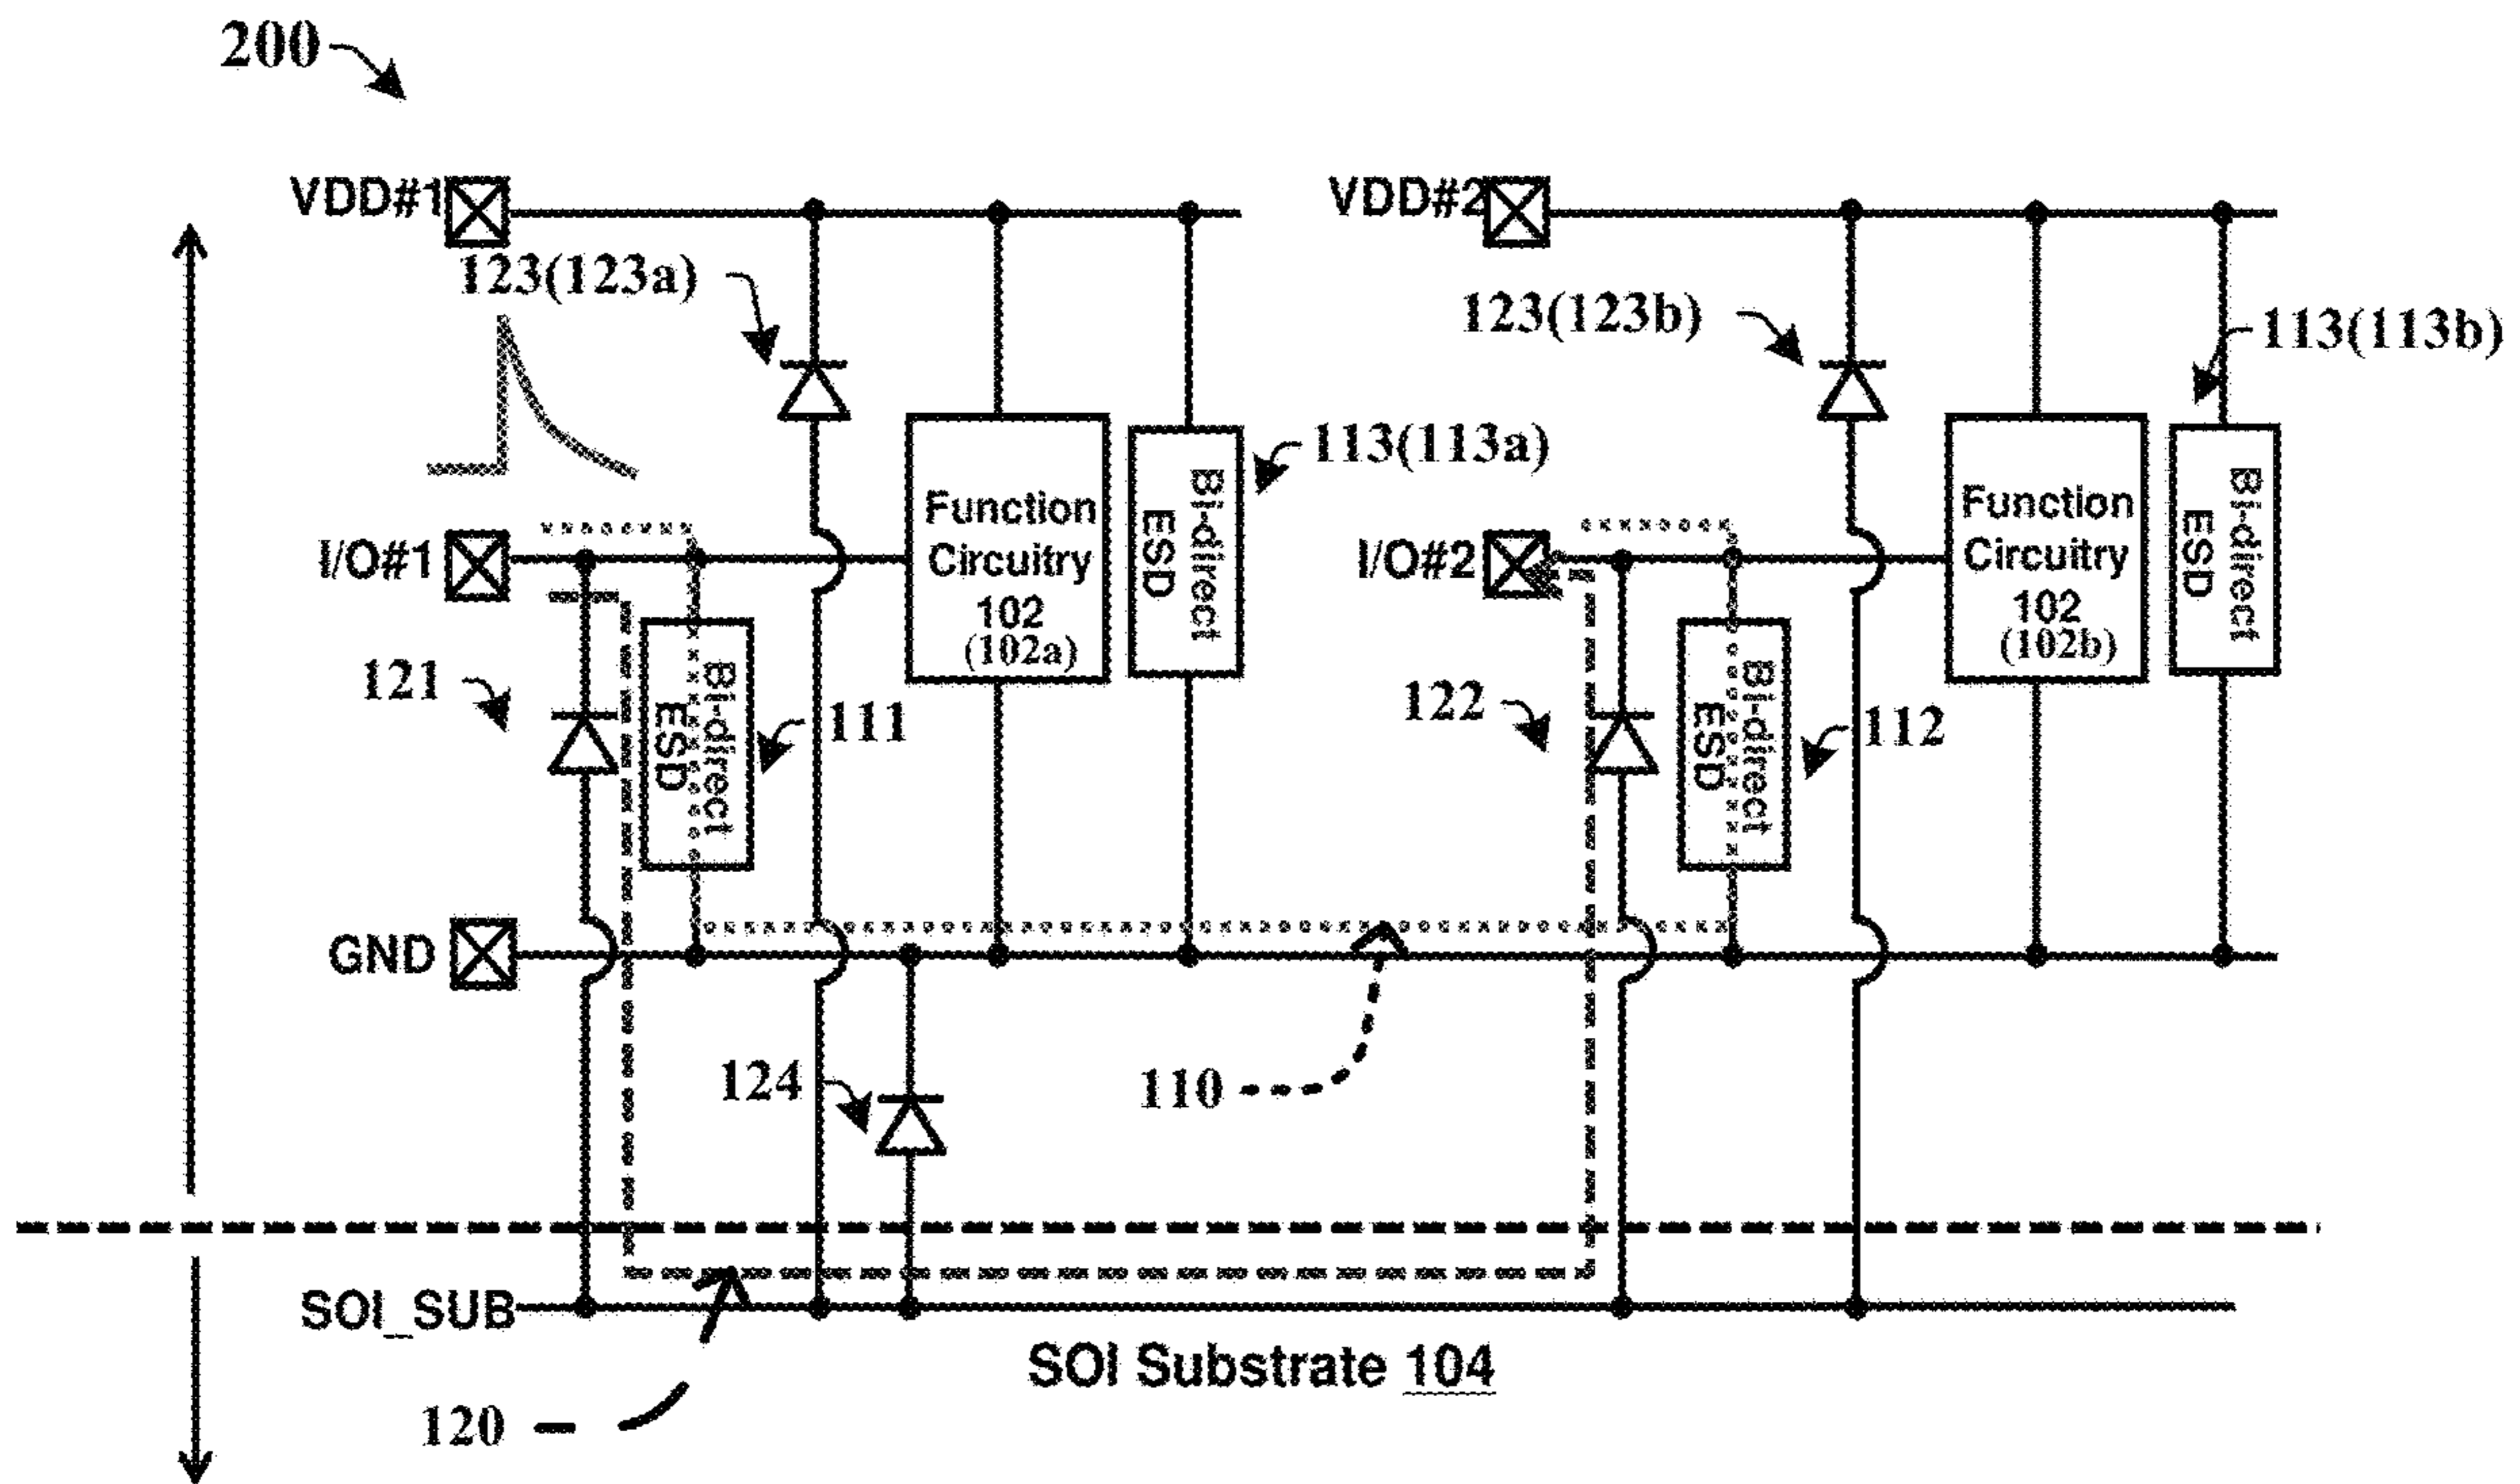 200
VDD#1
VDD#2
123(123a)
123(123b)
113(113b)
113(113a)
Function
Circuitry
102
(102a)
Bi-direct
ESD
Function
Circuitry
102
(102b)
Bi-direct
ESD
I/O#1
I/O#2
121
Bi-direct
ESD
111
122
Bi-direct
ESD
112
GND
124
110
SOI_SUB
SOI Substrate 104
120